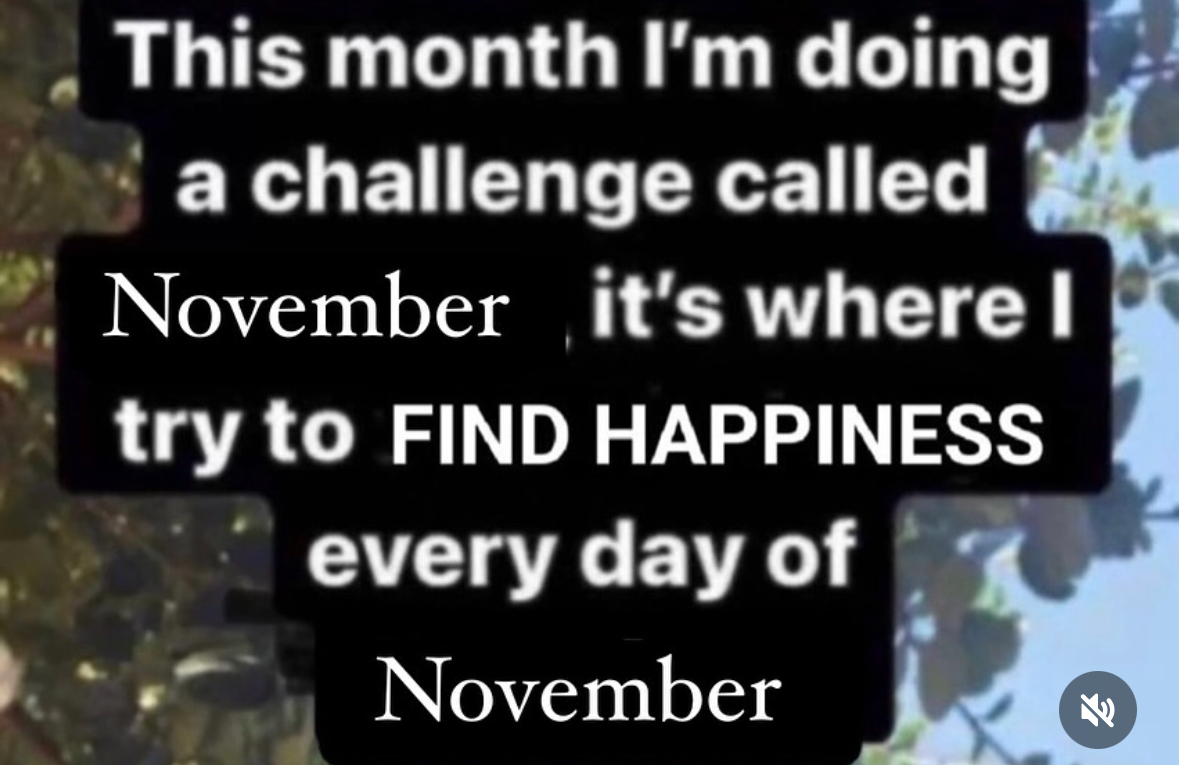 This month I'm doing
a challenge called
November, it's where I
try to FIND HAPPINESS
every day of
November